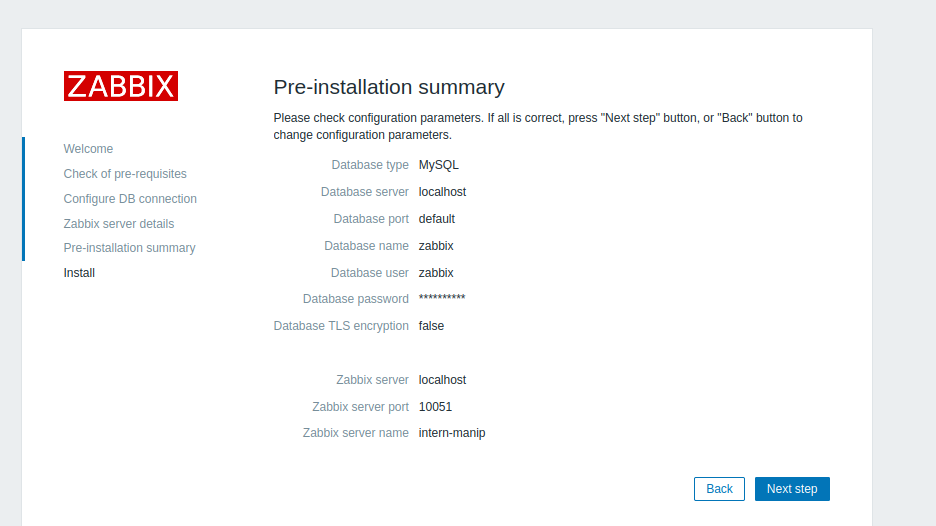 ZABBIX
Welcome
Check of pre-requisites
Configure DB connection
Zabbix server details
Pre-installation summary
Install
Pre-installation summary
Please check configuration parameters. If all is correct, press "Next step" button, or "Back" button to
change configuration parameters.
Database type MySQL
Database server localhost
Database port default
Database name zabbix
Database user zabbix
Database password **********
Database TLS encryption false
Zabbix server localhost
Zabbix server port 10051
Zabbix server name intern-manip
Back Next step